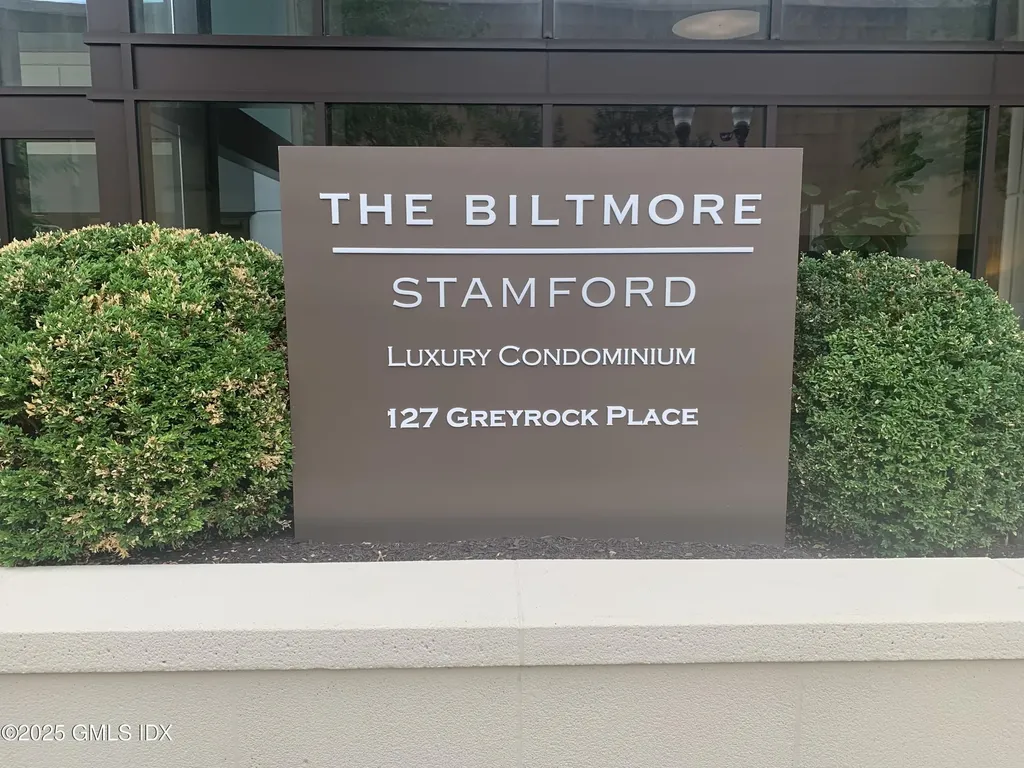 THE BILTMORE
STAMFORD
LUXURY CONDOMINIUM
127 GREYROCK PLACE
©2025 GMLS IDX